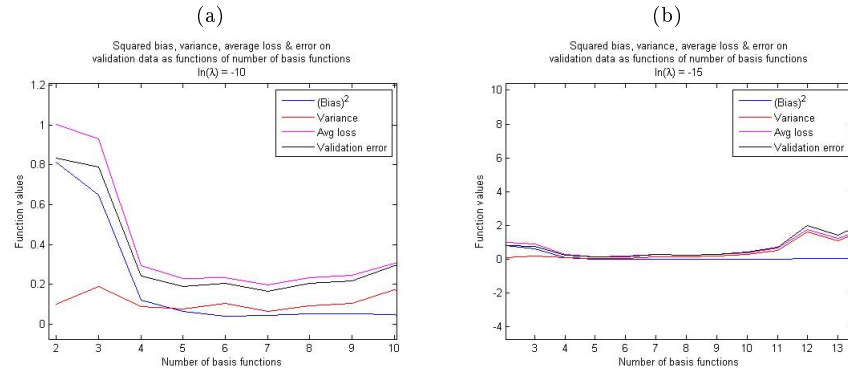 (a)
Squared bias, variance, average loss & error on
validation data as functions of number of basis functions
ln(λ) = -10
1.2
1
0.8
0.6
0.4
0.2
0
Function values
(Bias)²
Variance
Avg loss
Validation error
2 3 4 5 6 7 8 9 10
Number of basis functions
(b)
Squared bias, variance, average loss & error on
validation data as functions of number of basis functions
ln(λ) = -15
10
8
6
4
2
0
-2
-4
Function values
(Bias)²
Variance
Avg loss
Validation error
3 4 5 6 7 8 9 10 11 12 13
Number of basis functions